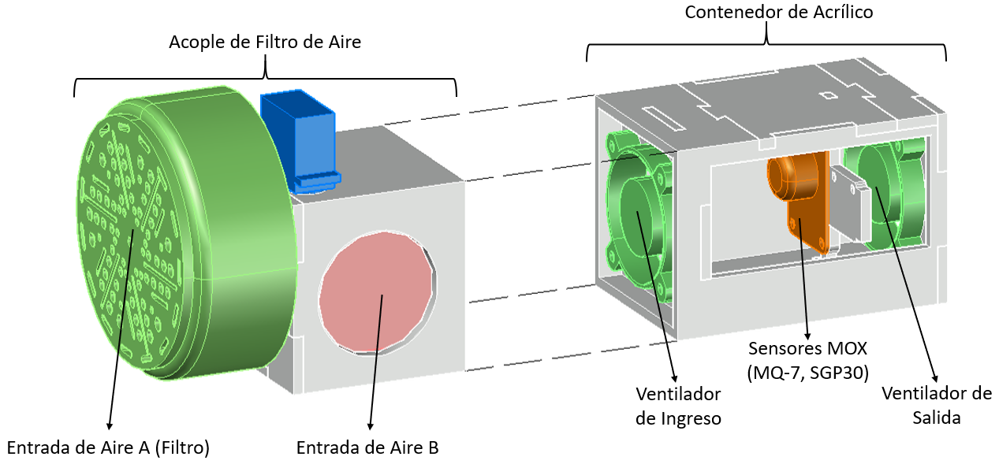 Contenedor de Acrílico
Acople de Filtro de Aire
Sensores MOX
(MQ-7, SGP30)
Ventilador
de Ingreso
Ventilador de
Salida
Entrada de Aire A (Filtro)
Entrada de Aire B